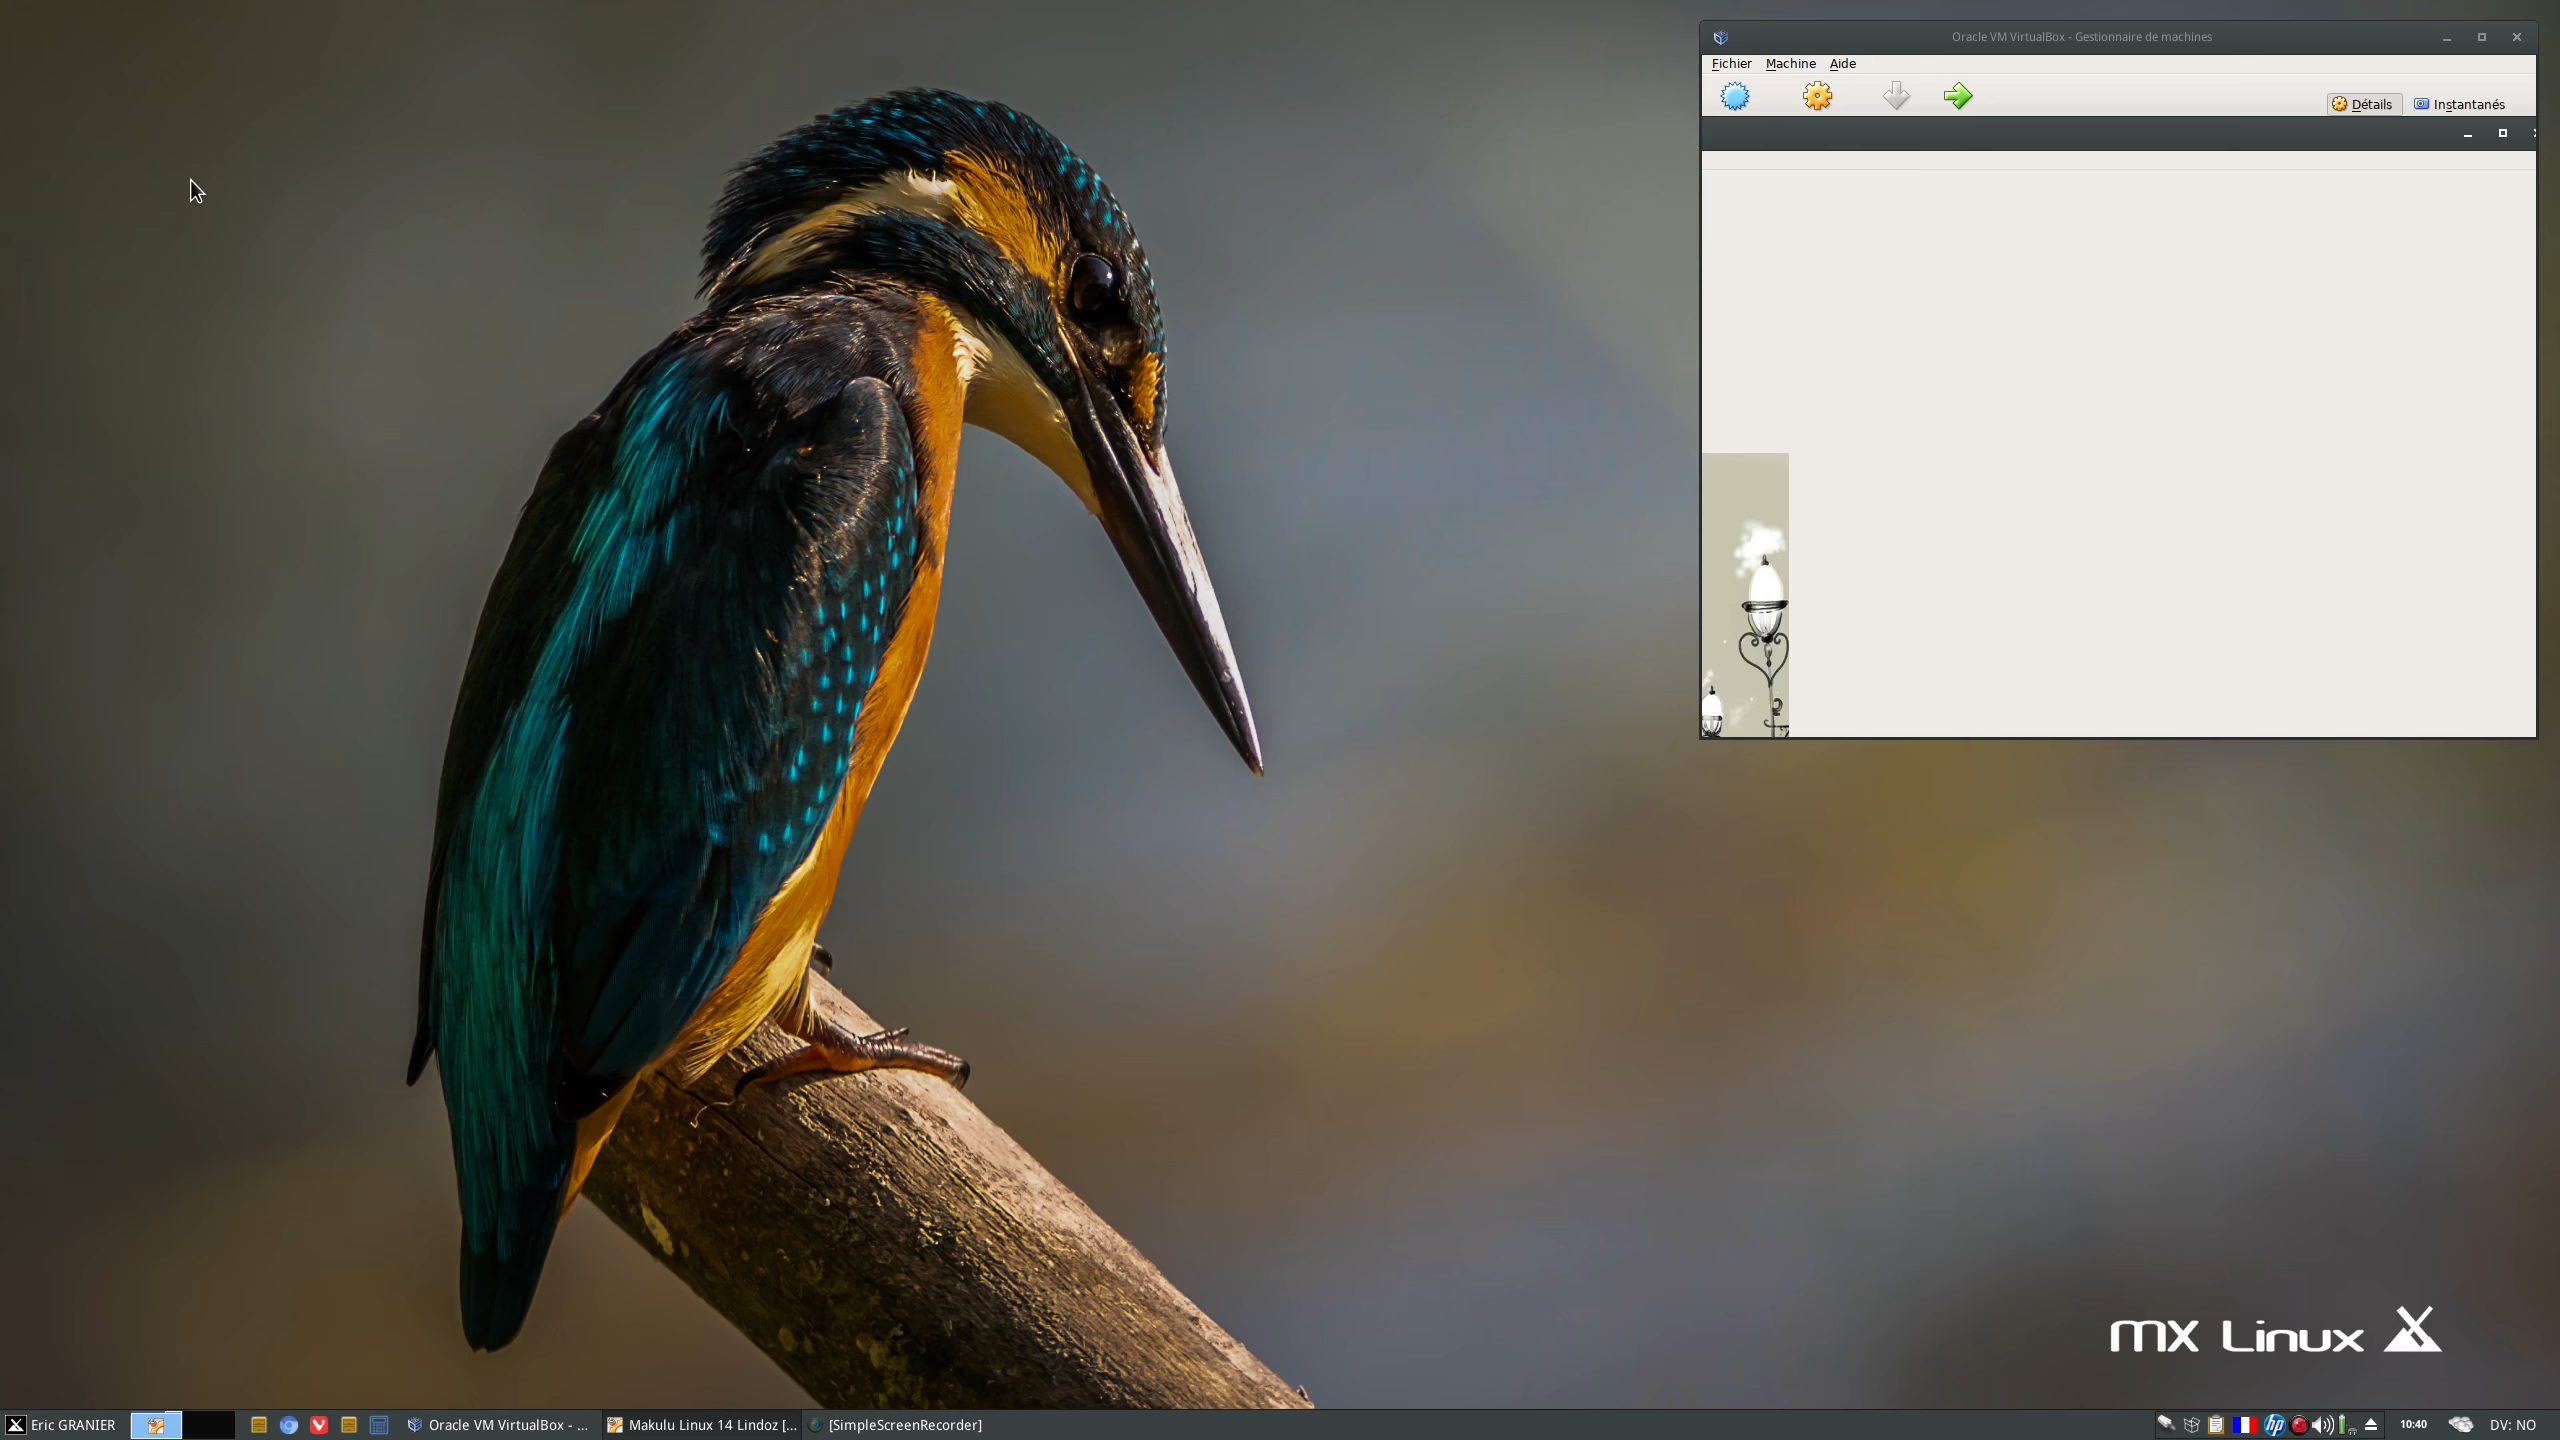 Oracle VM VirtualBox - Gestionnaire de machines
Fichier Machine Aide
Détails Instantanés
mx Linux
Eric GRANIER
Oracle VM VirtualBox - ...
Makulu Linux 14 Lindoz [...
[SimpleScreenRecorder]
hp
10:40
DV: NO